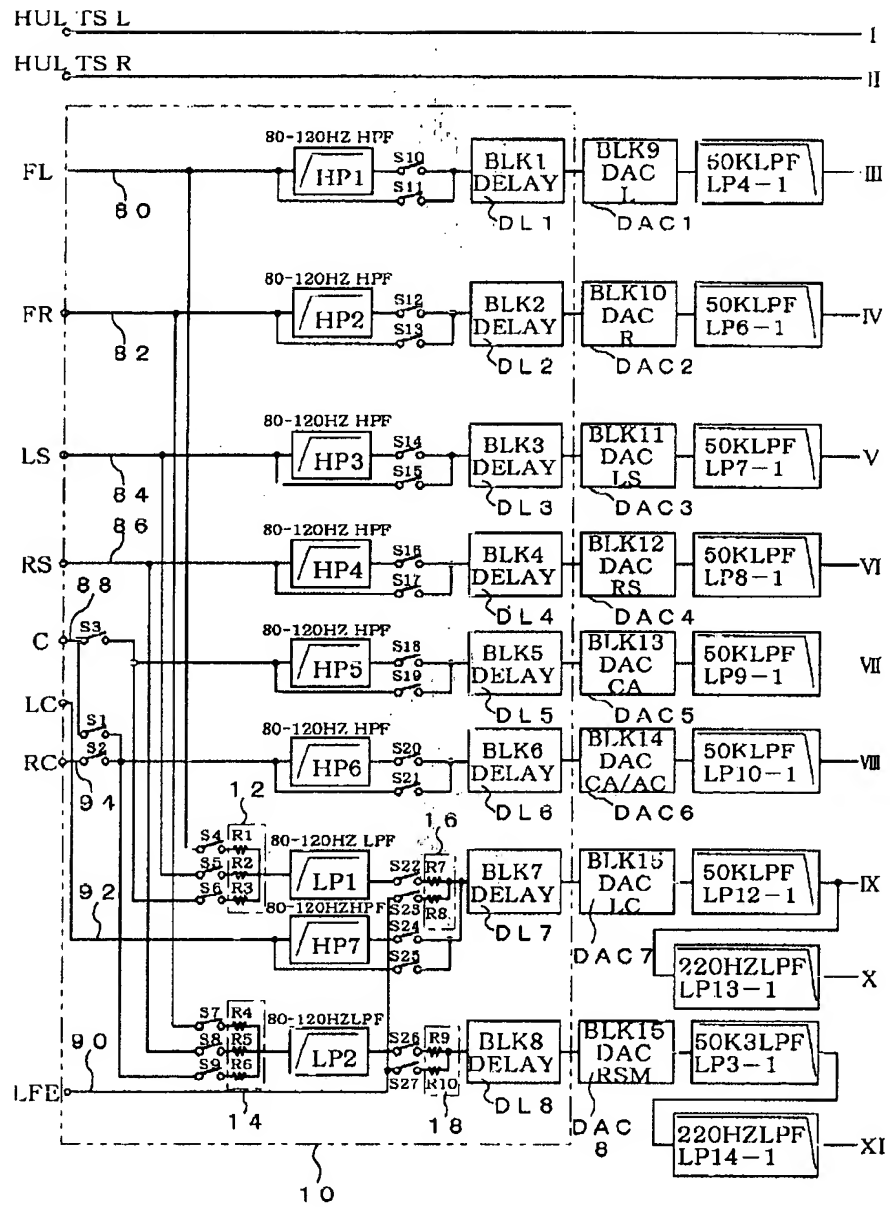 HUL TS L
I
HUL TS R
II
80-120HZ HPF
FL
HP1
S10
S11
BLK1
DELAY
BLK9
DAC
L
50KLPF
LP4-1
III
80
DL1
DAC1
80-120HZ HPF
FR
HP2
S12
S13
BLK2
DELAY
BLK10
DAC
R
50KLPF
LP6-1
IV
82
DL2
DAC2
80-120HZ HPF
LS
HP3
S14
S15
BLK3
DELAY
BLK11
DAC
LS
50KLPF
LP7-1
V
84
DL3
DAC3
86
80-120HZ HPF
RS
HP4
S16
S17
BLK4
DELAY
BLK12
DAC
RS
50KLPF
LP8-1
VI
88
DL4
DAC4
C
S3
80-120HZ HPF
HP5
S18
S19
BLK5
DELAY
BLK13
DAC
CA
50KLPF
LP9-1
VII
LC
DL5
DAC5
S1
80-120HZ HPF
RC
S2
HP6
S20
S21
BLK6
DELAY
BLK14
DAC
CA/AC
50KLPF
LP10-1
VIII
94
DL6
DAC6
12
16
S4
R1
80-120HZ LPF
S5
R2
S6
R3
LP1
S22
R7
S23
R8
BLK7
DELAY
BLK15
DAC
LC
50KLPF
LP12-1
IX
92
80-120HZHPF
HP7
S24
S25
DL7
DAC7
220HZLPF
LP13-1
X
S7
R4
80-120HZLPF
90
S8
R5
S9
R6
LP2
S26
R9
S27
R10
BLK8
DELAY
BLK15
DAC
RSM
50K3LPF
LP3-1
LFE
14
18
DL8
DAC
8
220HZLPF
LP14-1
XI
10